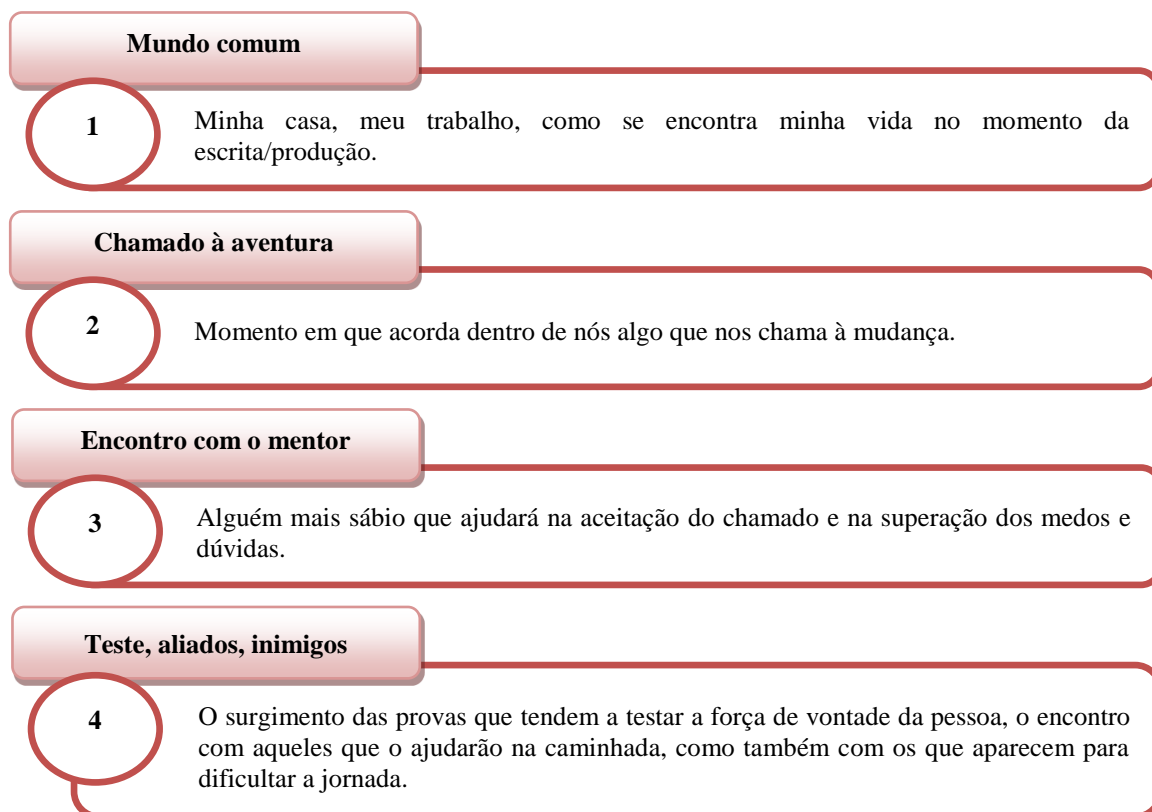 Mundo comum
1
Minha casa, meu trabalho, como se encontra minha vida no momento da
escrita/produção.
Chamado à aventura
2
Momento em que acorda dentro de nós algo que nos chama à mudança.
Encontro com o mentor
3
Alguém mais sábio que ajudará na aceitação do chamado e na superação dos medos e
dúvidas.
Teste, aliados, inimigos
4
O surgimento das provas que tendem a testar a força de vontade da pessoa, o encontro
com aqueles que o ajudarão na caminhada, como também com os que aparecem para
dificultar a jornada.